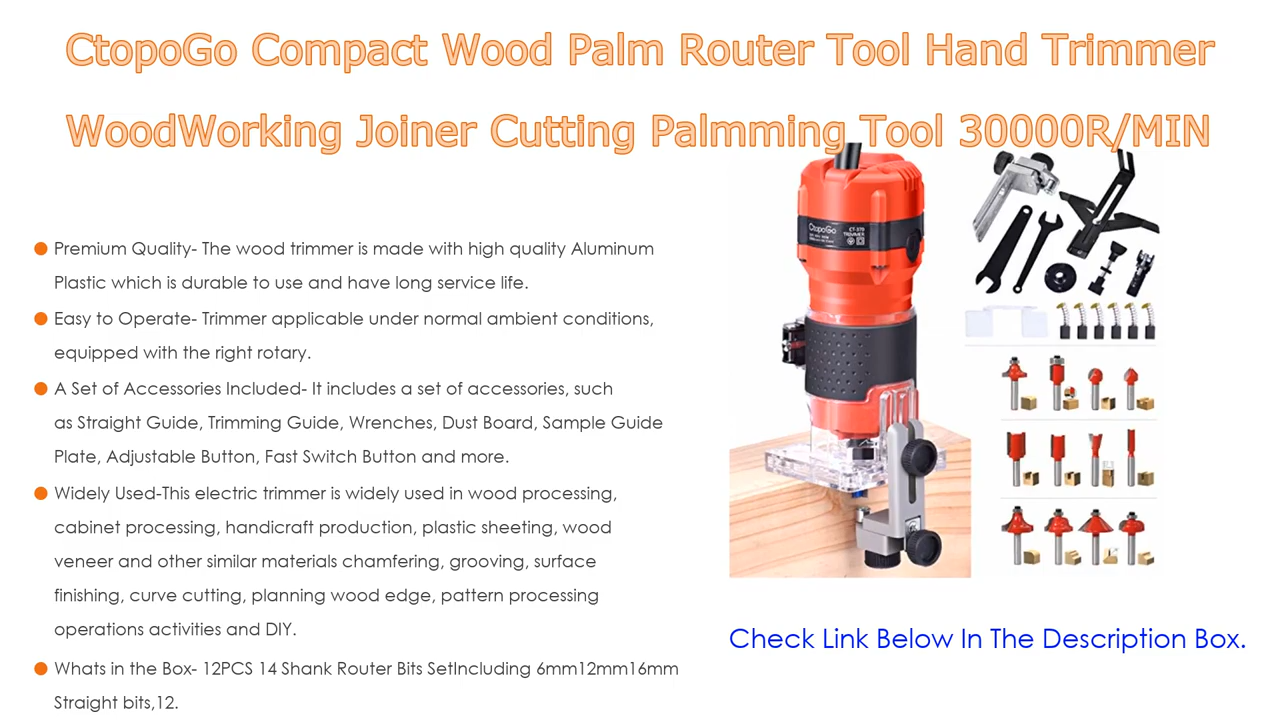 CtopoGo Compact Wood Palm Router Tool Hand Trimmer
WoodWorking Joiner Cutting Palmming Tool 30000R/MIN
Premium Quality- The wood trimmer is made with high quality Aluminum
Plastic which is durable to use and have long service life.
Easy to Operate- Trimmer applicable under normal ambient conditions,
equipped with the right rotary.
A Set of Accessories Included- It includes a set of accessories, such
as Straight Guide, Trimming Guide, Wrenches, Dust Board, Sample Guide
Plate, Adjustable Button, Fast Switch Button and more.
Widely Used-This electric trimmer is widely used in wood processing,
cabinet processing, handicraft production, plastic sheeting, wood
veneer and other similar materials chamfering, grooving, surface
finishing, curve cutting, planning wood edge, pattern processing
operations activities and DIY.
Whats in the Box- 12PCS 14 Shank Router Bits SetIncluding 6mm12mm16mm
Straight bits,12.
CtopoGo
TRIMMER
Check Link Below In The Description Box.